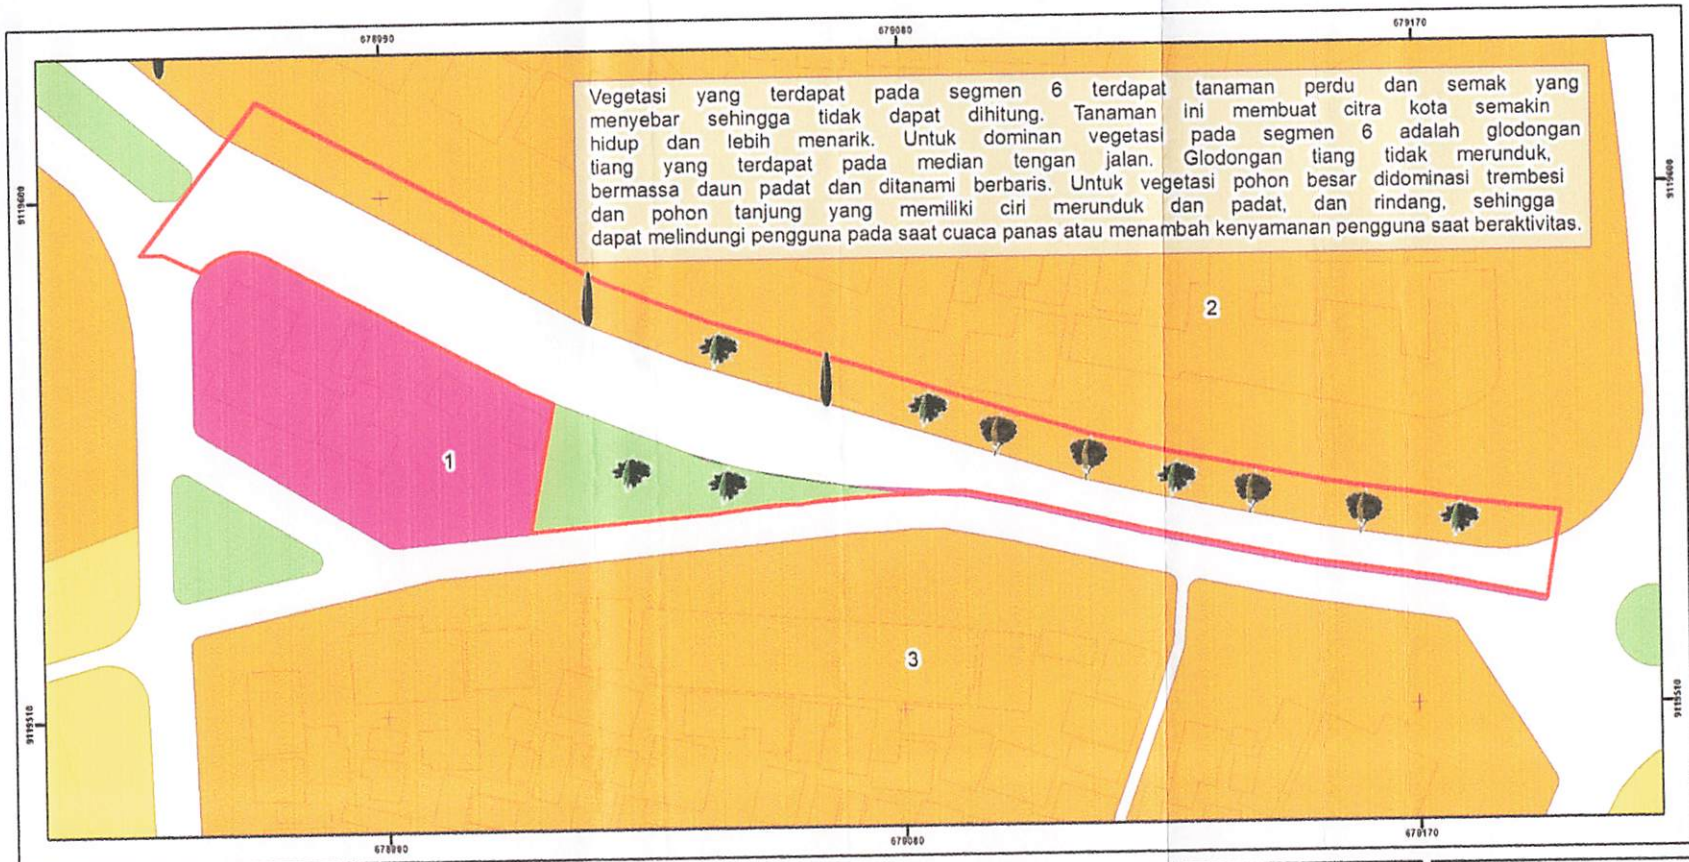 678990
679080
679170
Vegetasi yang terdapat pada segmen 6 terdapat tanaman perdu dan semak yang
menyebar sehingga tidak dapat dihitung. Tanaman ini membuat citra kota semakin
hidup dan lebih menarik. Untuk dominan vegetasi pada segmen 6 adalah glodongan
tiang yang terdapat pada median tengan jalan. Glodongan tiang tidak merunduk,
bermassa daun padat dan ditanami berbaris. Untuk vegetasi pohon besar didominasi trembesi
dan pohon tanjung yang memiliki ciri merunduk dan padat, dan rindang, sehingga
dapat melindungi pengguna pada saat cuaca panas atau menambah kenyamanan pengguna saat beraktivitas.
9119600
9119600
2
1
3
9119510
9119510
678990
679080
679170